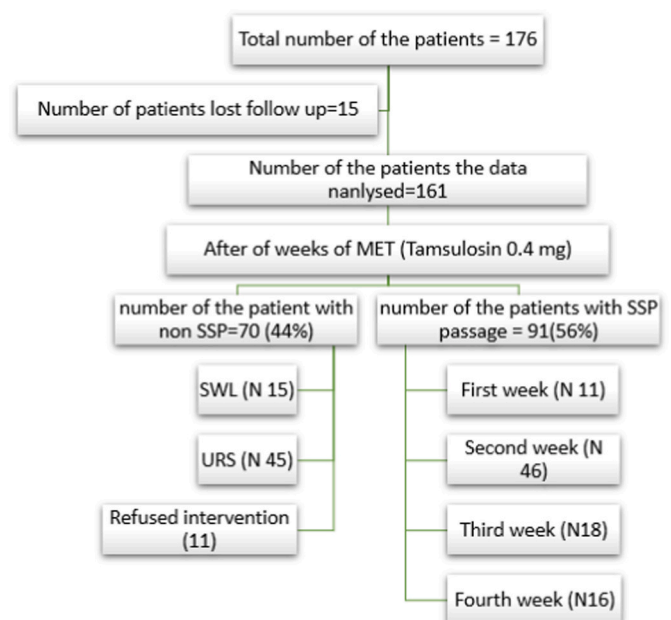 Total number of the patients = 176
Number of patients lost follow up=15
Number of the patients the data
nanlysed=161
After of weeks of MET (Tamsulosin 0.4 mg)
number of the patient with
non SSP=70 (44%)
number of the patients with SSP
passage = 91(56%)
SWL (N 15)
URS (N 45)
Refused intervention
(11)
First week (N 11)
Second week (N
46)
Third week (N18)
Fourth week (N16)